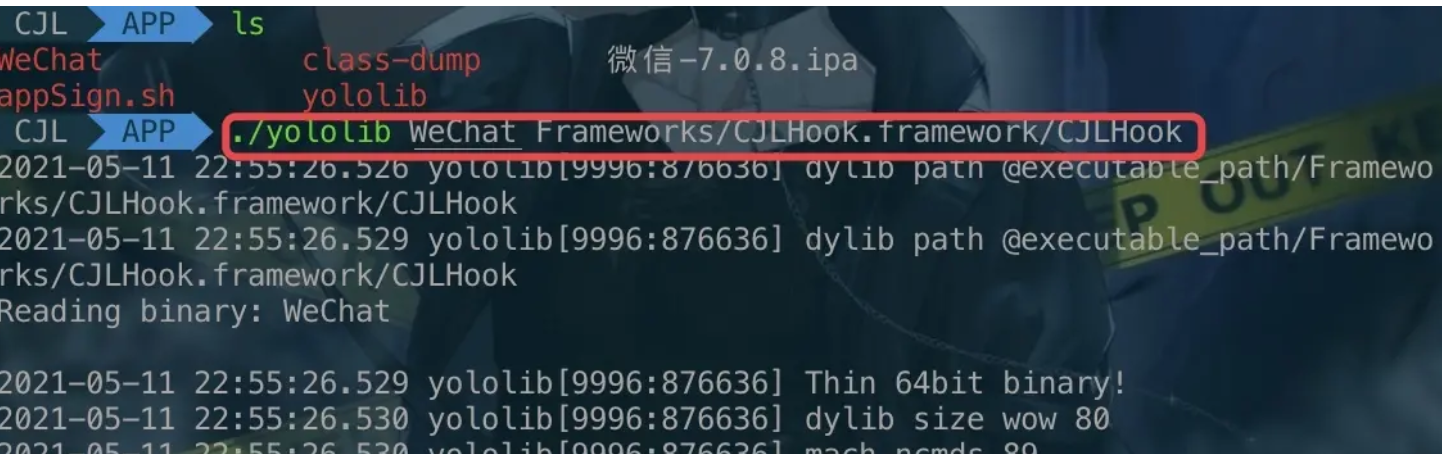 CJL APP ls
WeChat class-dump 微信-7.0.8.ipa
appSign.sh yololib
CJL APP ./yololib WeChat Frameworks/CJLHook.framework/CJLHook
2021-05-11 22:55:26.526 yololib[9996:876636] dylib path @executable_path/Framewo
rks/CJLHook.framework/CJLHook
2021-05-11 22:55:26.529 yololib[9996:876636] dylib path @executable_path/Framewo
rks/CJLHook.framework/CJLHook
Reading binary: WeChat
2021-05-11 22:55:26.529 yololib[9996:876636] Thin 64bit binary!
2021-05-11 22:55:26.530 yololib[9996:876636] dylib size wow 80
2021-05-11 22:55:26.530 yololib[9996:876636] mach ncmds 89
P OUT